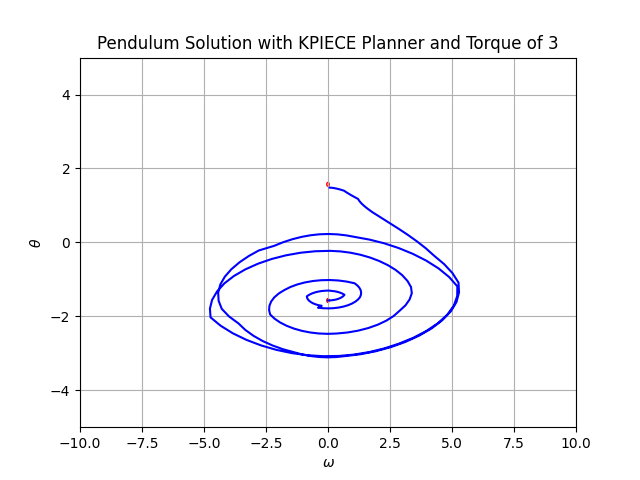 Pendulum Solution with KPIECE Planner and Torque of 3
4
2
0
−2
−4
θ
−10.0 −7.5 −5.0 −2.5 0.0 2.5 5.0 7.5 10.0
ω